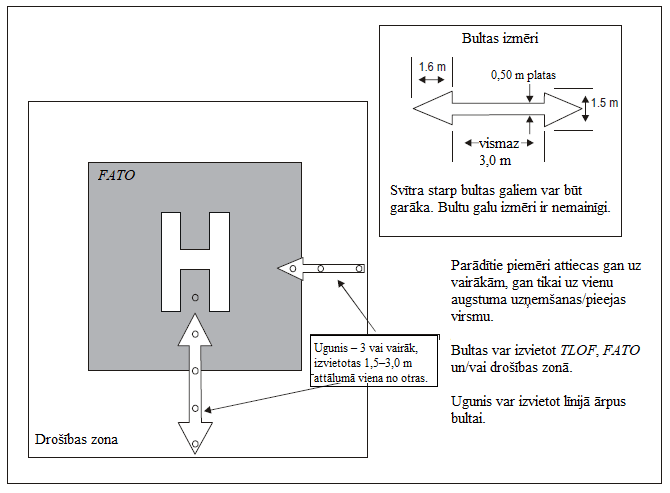 Bultas izmēri
1.6 m
0,50 m platas
1.5 m
vismaz
3,0 m
Svītra starp bultas galiem var būt
garāka. Bultu galu izmēri ir nemainīgi.
FATO
H
Parādītie piemēri attiecas gan uz
vairākām, gan tikai uz vienu
augstuma uzņemšanas/pieejas
virsmu.
Ugunis – 3 vai vairāk,
izvietotas 1,5–3,0 m
attālumā viena no otras.
Bultas var izvietot TLOF, FATO
un/vai drošības zonā.
Ugunis var izvietot līnijā ārpus
bultai.
Drošības zona